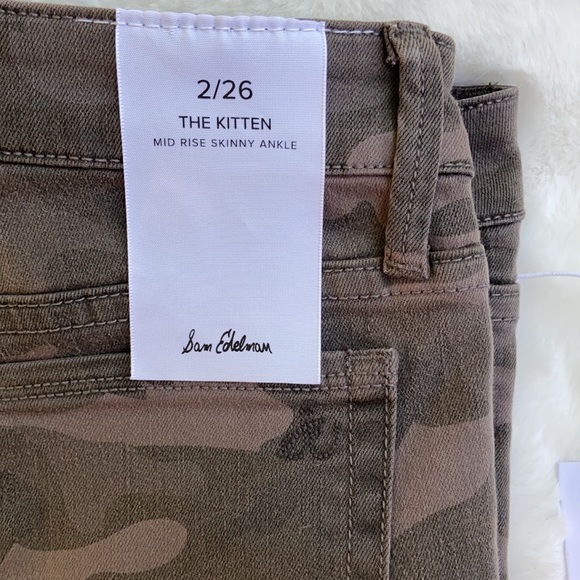 2/26
THE KITTEN
MID RISE SKINNY ANKLE
Sam Edelman